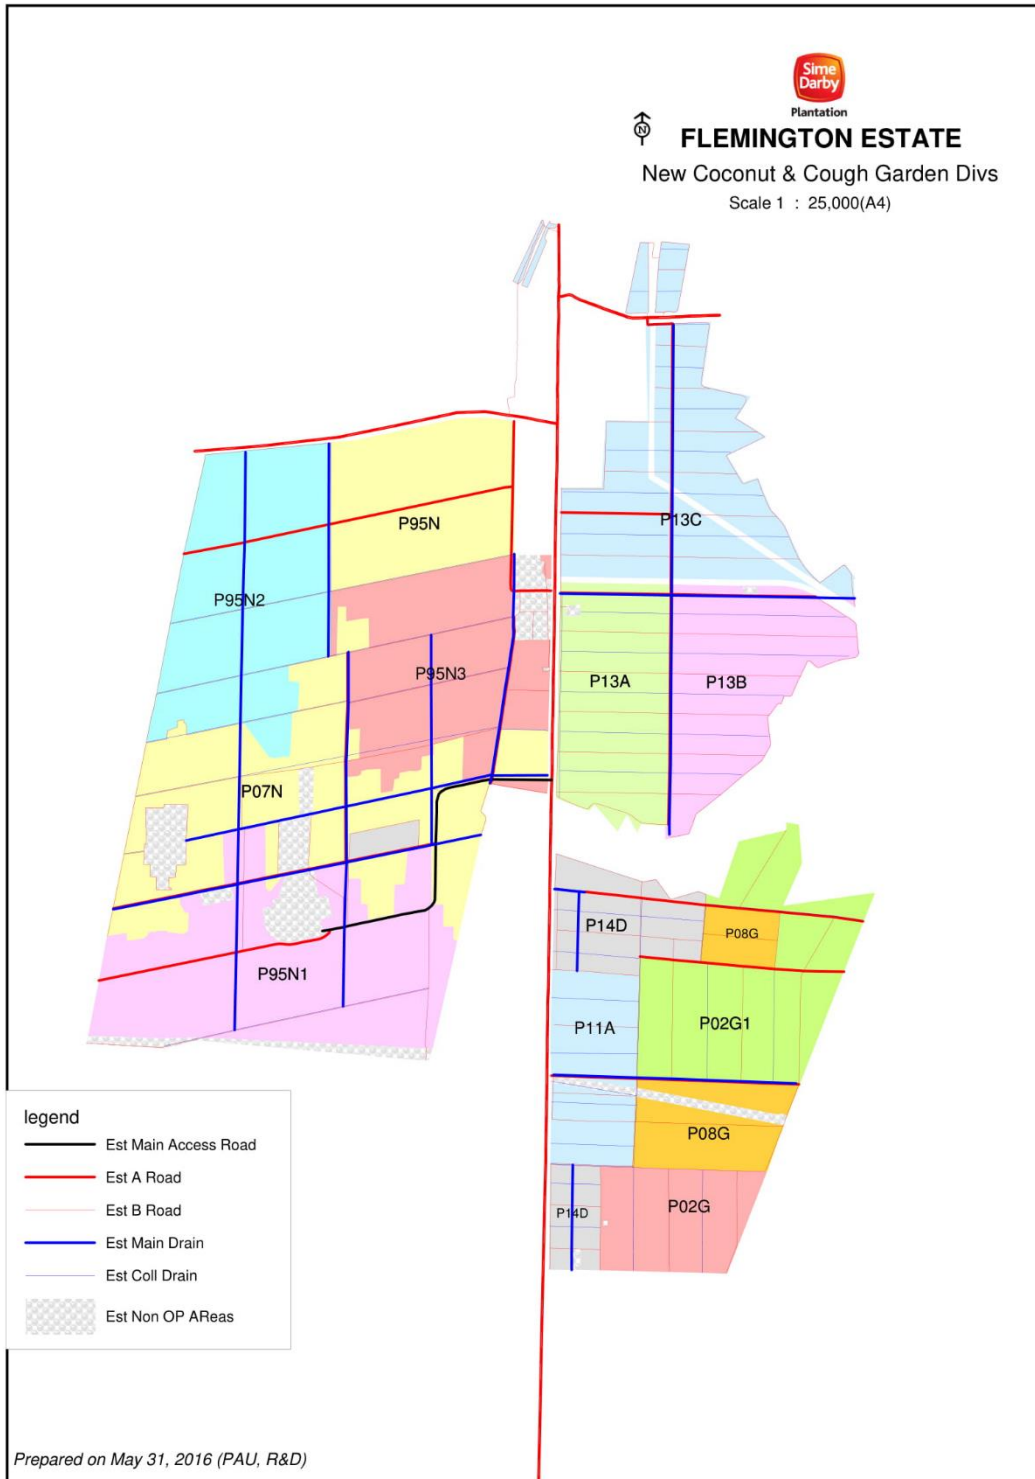 Sime
Darby
Plantation
N
FLEMINGTON ESTATE
New Coconut & Cough Garden Divs
Scale 1 : 25,000(A4)
P95N
P13C
P95N2
P95N3
P13A
P13B
P07N
P14D
P08G
P95N1
P11A
P02G1
P08G
P14D
P02G
legend
Est Main Access Road
Est A Road
Est B Road
Est Main Drain
Est Coll Drain
Est Non OP AReas
Prepared on May 31, 2016 (PAU, R&D)